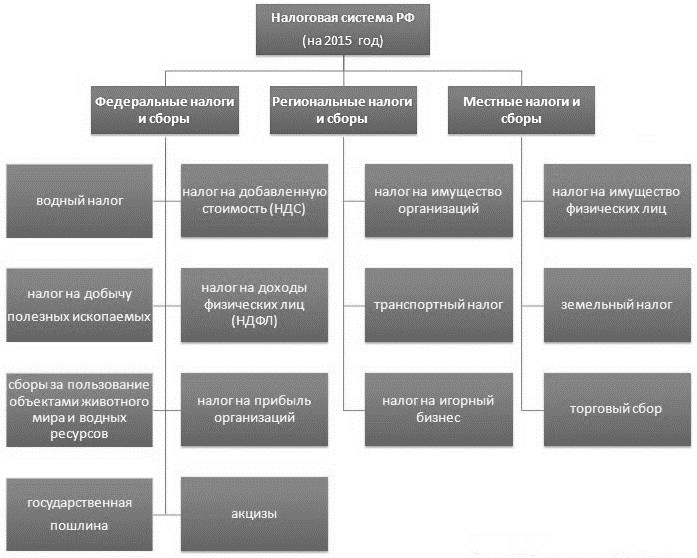 Налоговая система РФ
(на 2015 год)
Федеральные налоги
и сборы
Региональные налоги
и сборы
Местные налоги и
сборы
водный налог
налог на добавленную
стоимость (НДС)
налог на имущество
организаций
налог на имущество
физических лиц
налог на добычу
полезных ископаемых
налог на доходы
физических лиц
(НДФЛ)
транспортный налог
земельный налог
сборы за пользование
объектами животного
мира и водных
ресурсов
налог на прибыль
организаций
налог на игорный
бизнес
торговый сбор
государственная
пошлина
акцизы